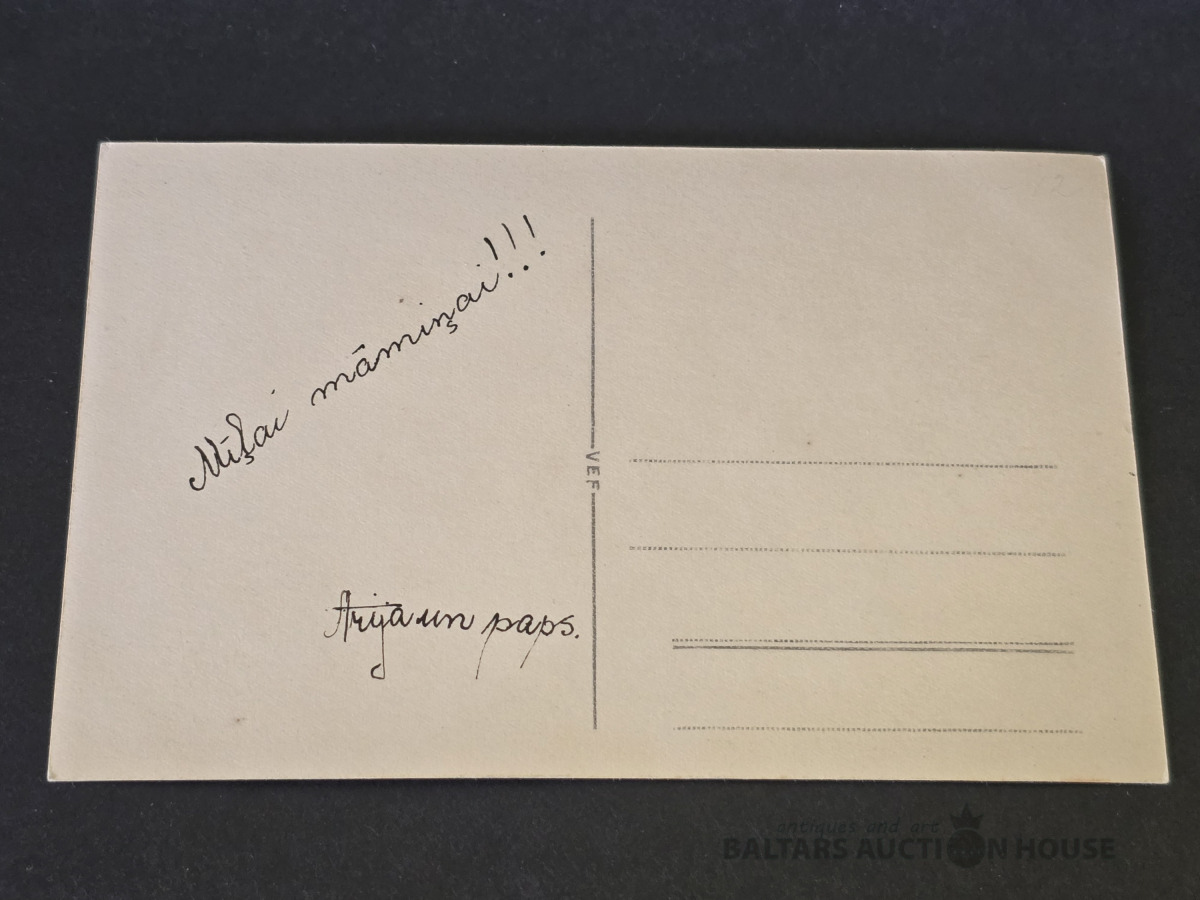 Mīļai māmiņai!!!
Arija un paps.
VEF
antiques and art
BALTARS AUCTION HOUSE